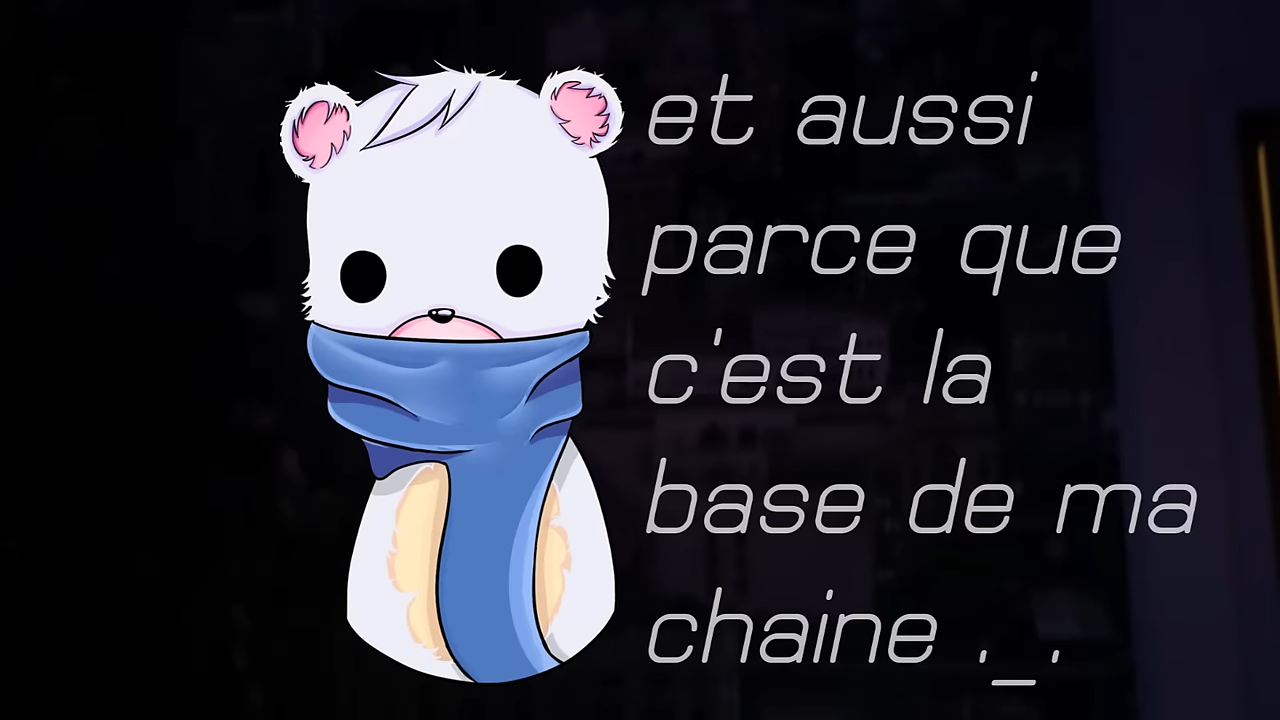 et aussi
parce que
c'est la
base de ma
chaine ._.